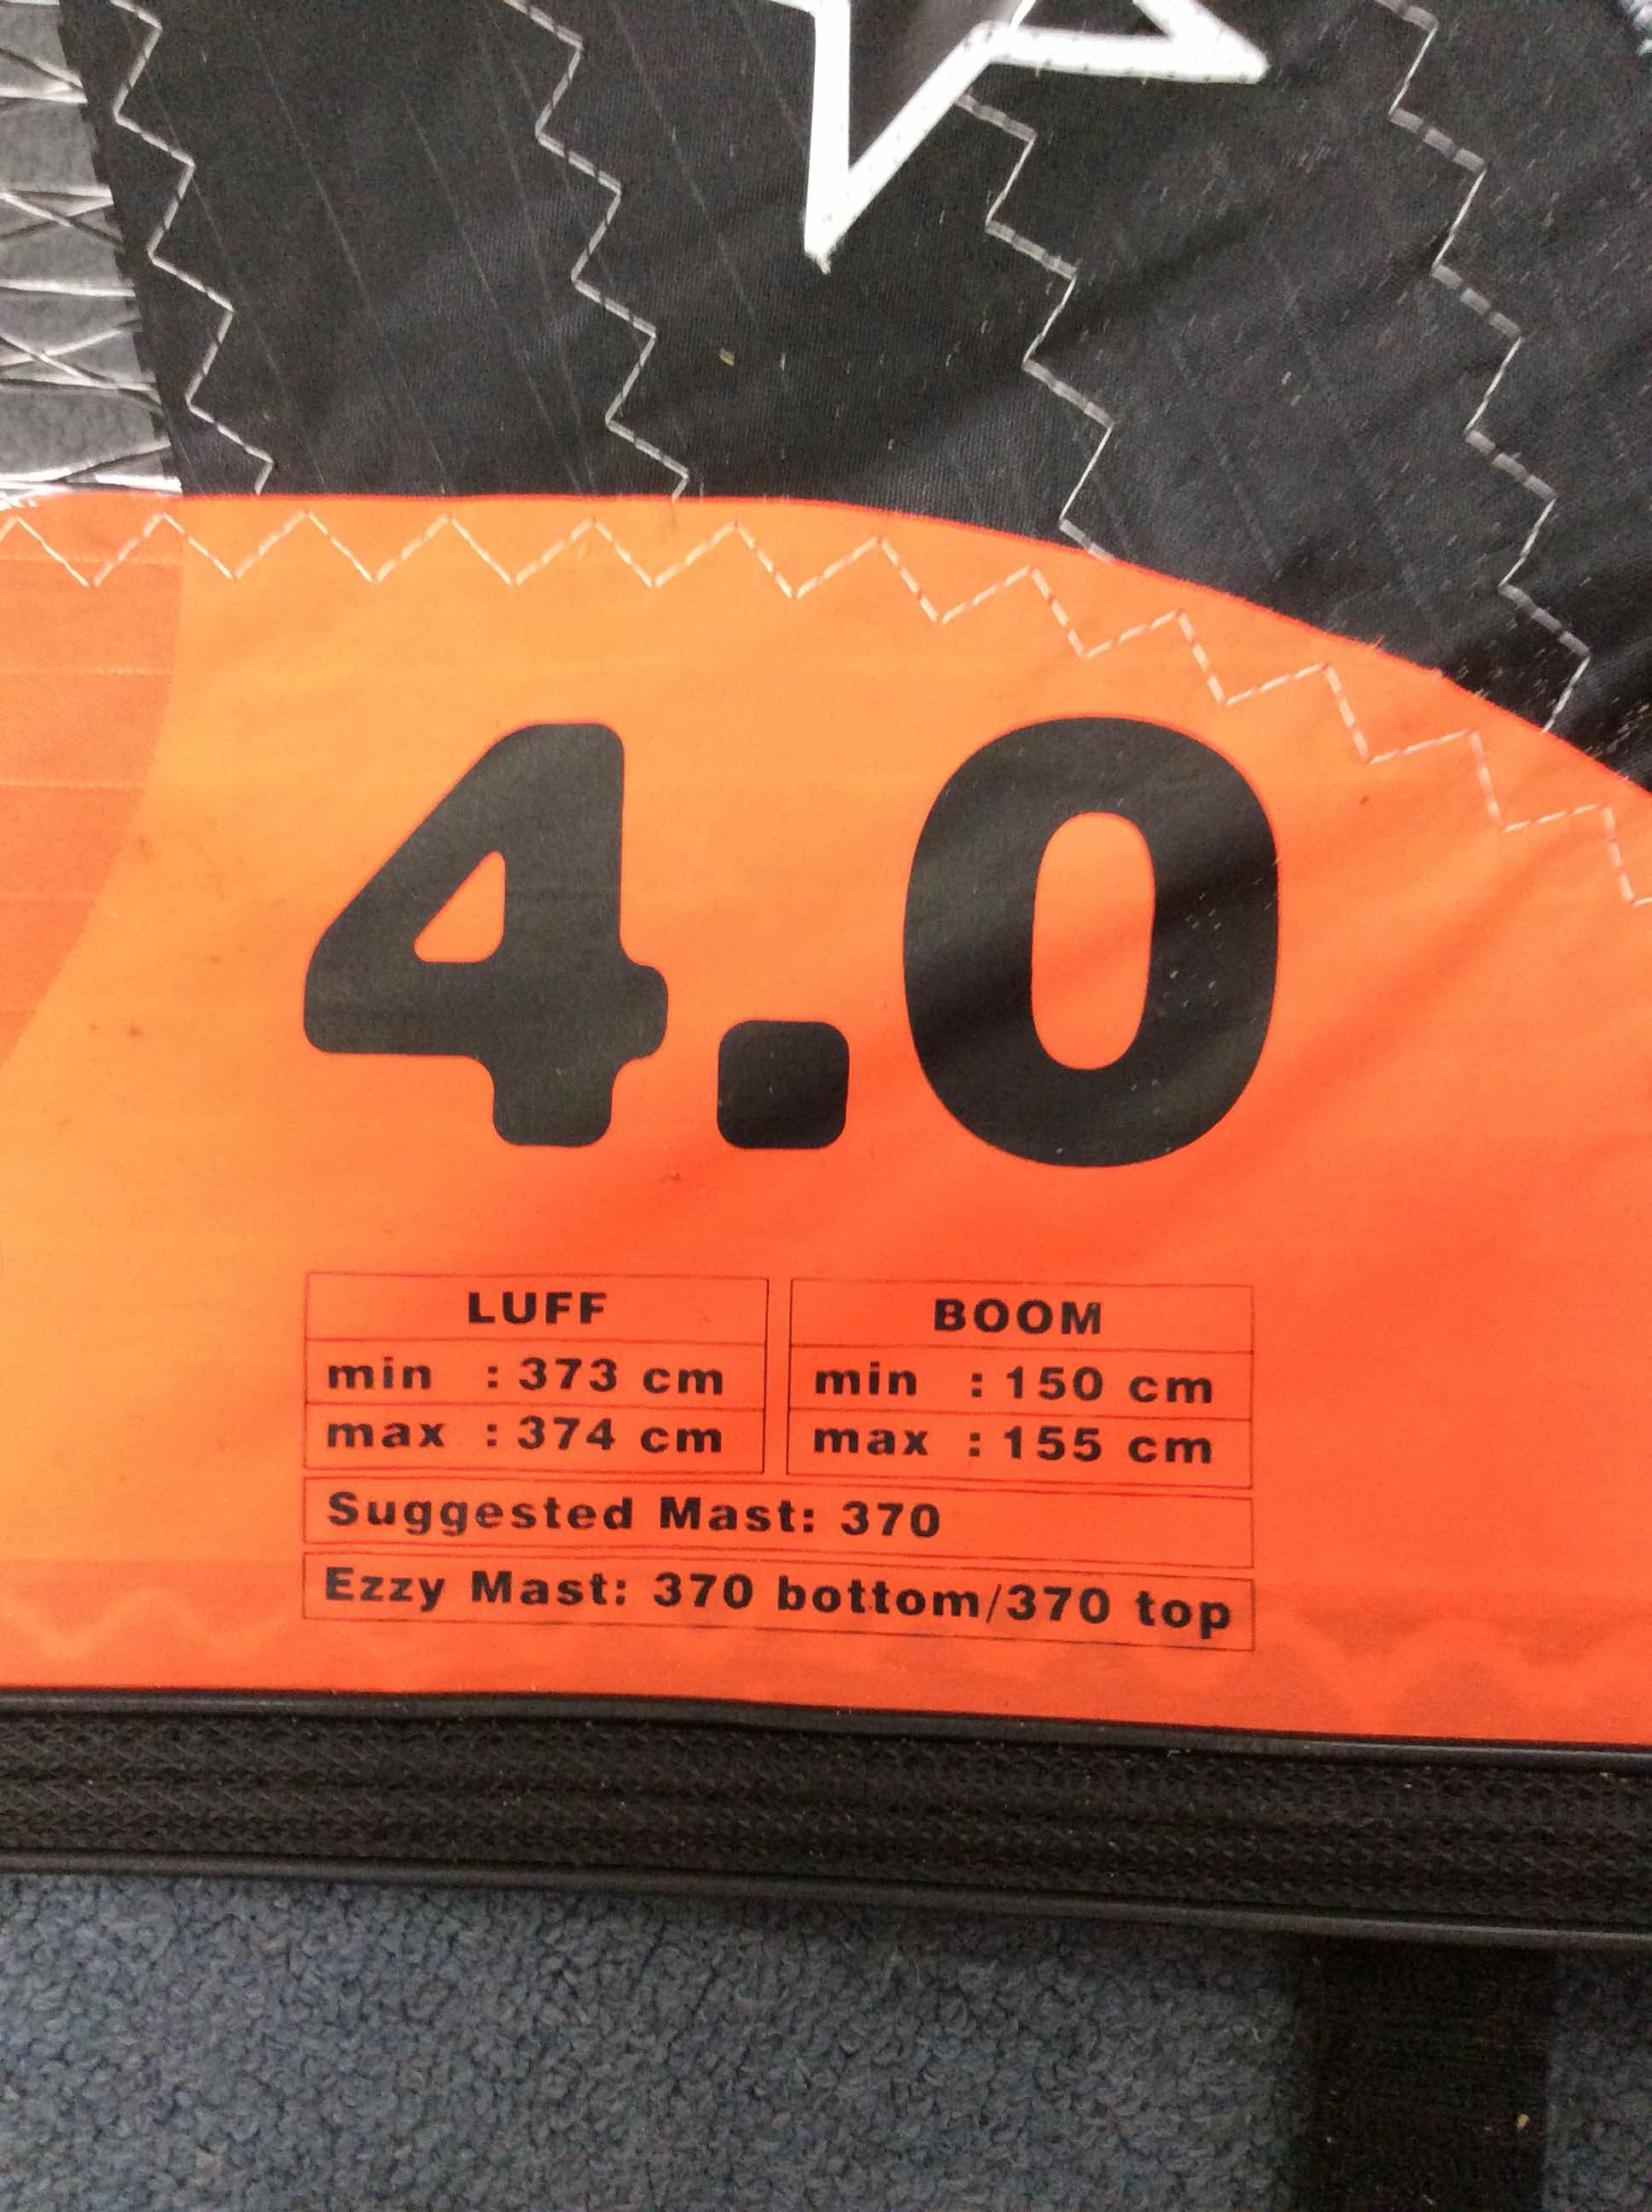 4.0
LUFF
min : 373 cm
max : 374 cm
BOOM
min : 150 cm
max : 155 cm
Suggested Mast: 370
Ezzy Mast: 370 bottom/370 top